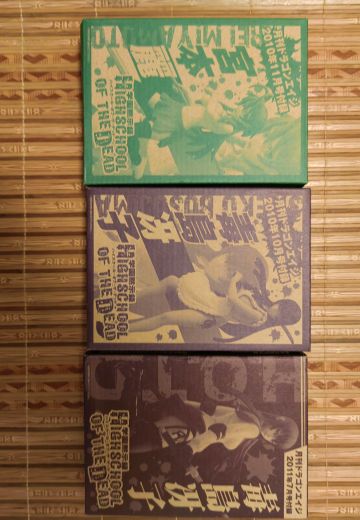 月刊ドラゴンエイジ
2010年11月号付録
REI MIYAMOTO
宮本
麗
学園黙示録
HIGHSCHOOL
OF THE DEAD
月刊ドラゴンエイジ
2010年10月号付録
毒島冴子
学園黙示録
HIGHSCHOOL
OF THE DEAD
月刊ドラゴンエイジ
2011年7月号付録
HOTD
毒島冴子
学園黙示録
HIGHSCHOOL
OF THE DEAD